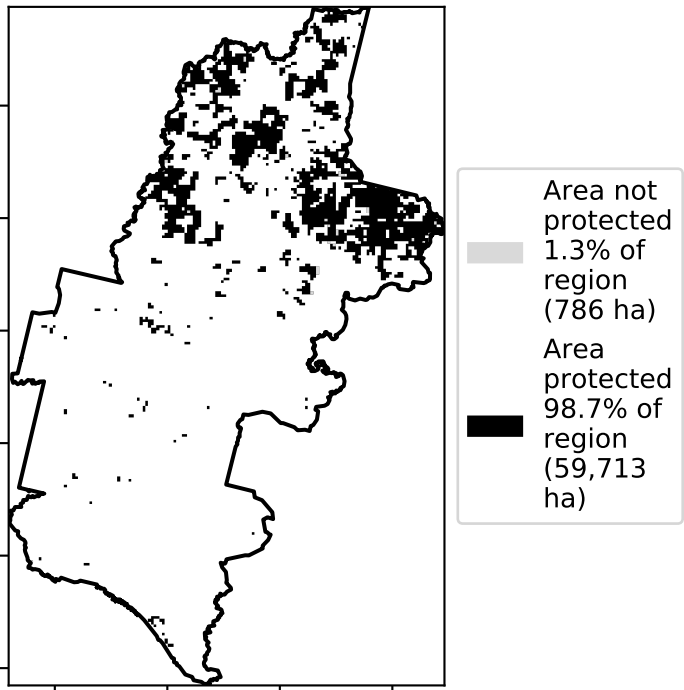 Area not
protected
1.3% of
region
(786 ha)
Area
protected
98.7% of
region
(59,713
ha)